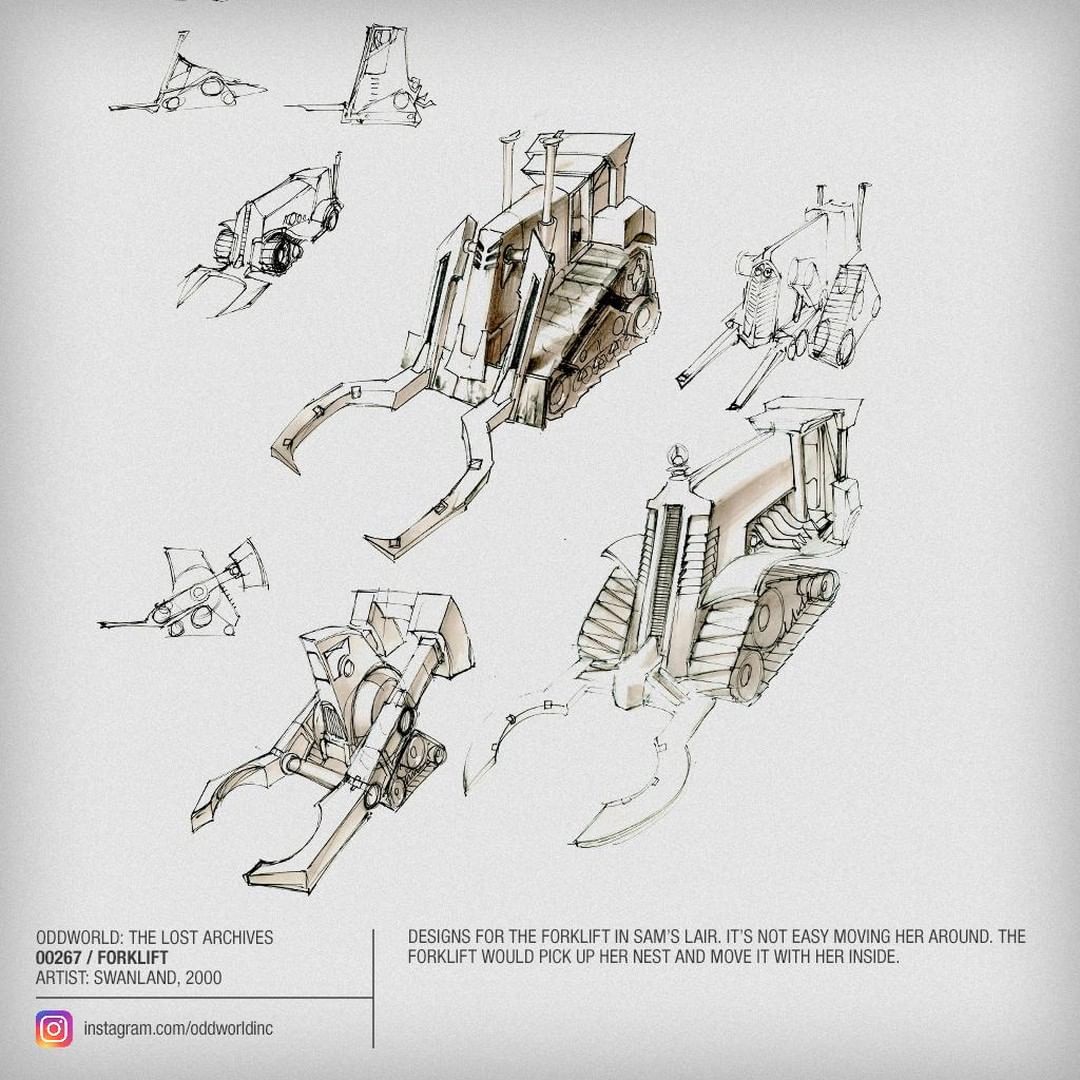 ODDWORLD: THE LOST ARCHIVES
00267 / FORKLIFT
ARTIST: SWANLAND, 2000
instagram.com/oddworldinc
DESIGNS FOR THE FORKLIFT IN SAM'S LAIR. IT'S NOT EASY MOVING HER AROUND. THE
FORKLIFT WOULD PICK UP HER NEST AND MOVE IT WITH HER INSIDE.